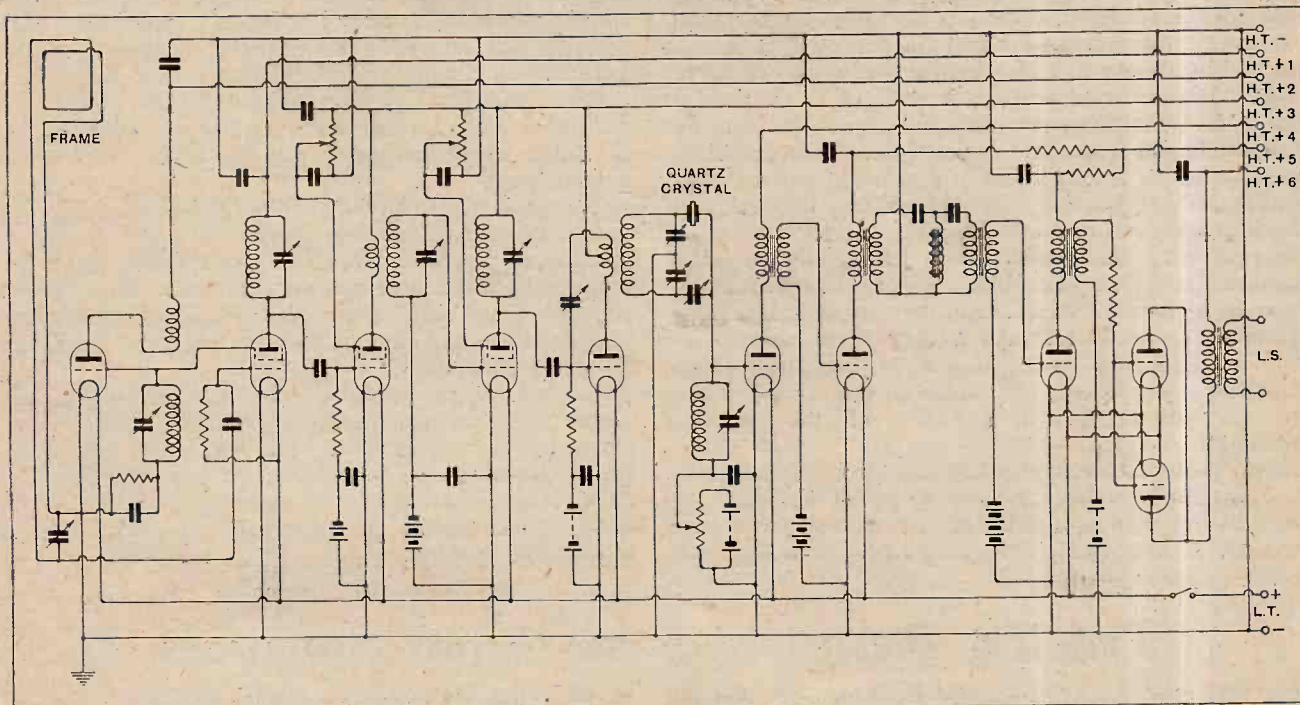 FRAME
QUARTZ
CRYSTAL
H.T.-
H.T.+1
H.T.+2
H.T.+3
H.T.+4
H.T.+5
H.T.+6
L.S.
+
L.T.
-